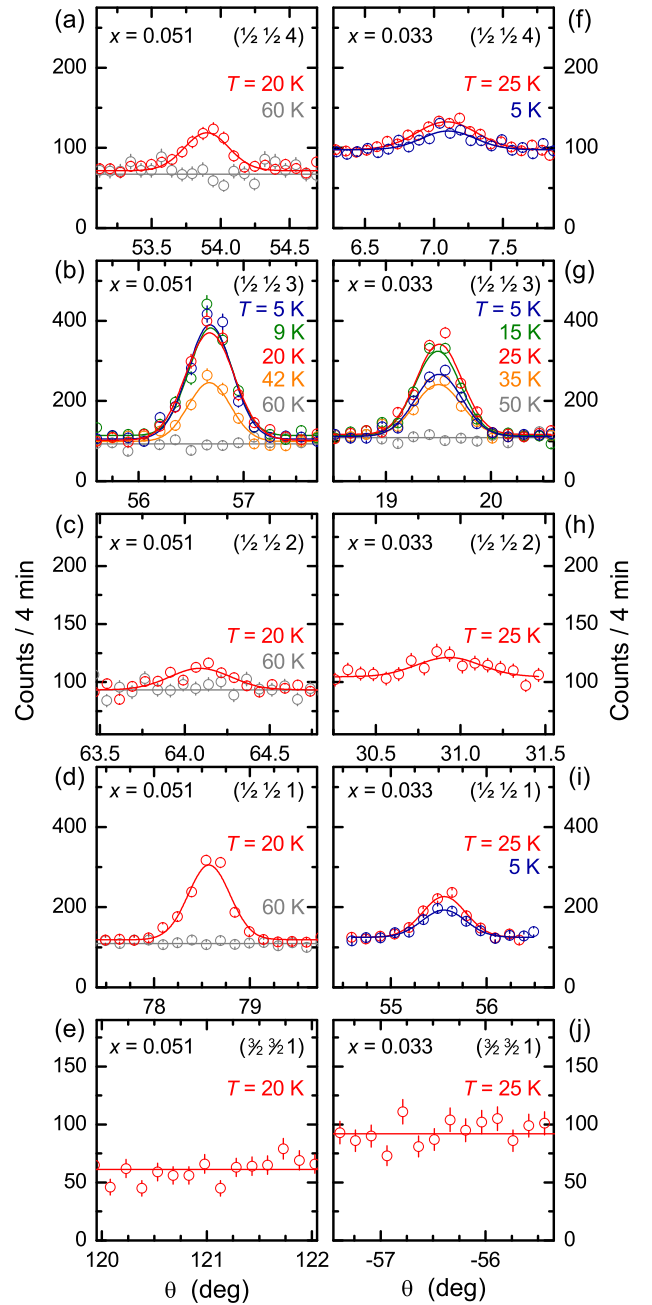 (a) x = 0.051 (½ ½ 4)
T = 20 K
60 K
200
100
0
53.5 54.0 54.5
(f) x = 0.033 (½ ½ 4)
T = 25 K
5 K
200
100
0
6.5 7.0 7.5
(b) x = 0.051 (½ ½ 3)
T = 5 K
9 K
20 K
42 K
60 K
400
200
0
56 57
(g) x = 0.033 (½ ½ 3)
T = 5 K
15 K
25 K
35 K
50 K
400
200
0
19 20
(c) x = 0.051 (½ ½ 2)
T = 20 K
60 K
200
150
100
63.5 64.0 64.5
(h) x = 0.033 (½ ½ 2)
T = 25 K
200
150
100
30.5 31.0 31.5
Counts / 4 min
Counts / 4 min
(d) x = 0.051 (½ ½ 1)
T = 20 K
60 K
400
200
0
78 79
(i) x = 0.033 (½ ½ 1)
T = 25 K
5 K
400
200
0
55 56
(e) x = 0.051 (3⁄2 3⁄2 1)
T = 20 K
150
100
50
0
120 121 122
θ (deg)
(j) x = 0.033 (3⁄2 3⁄2 1)
T = 25 K
150
100
50
0
-57 -56
θ (deg)